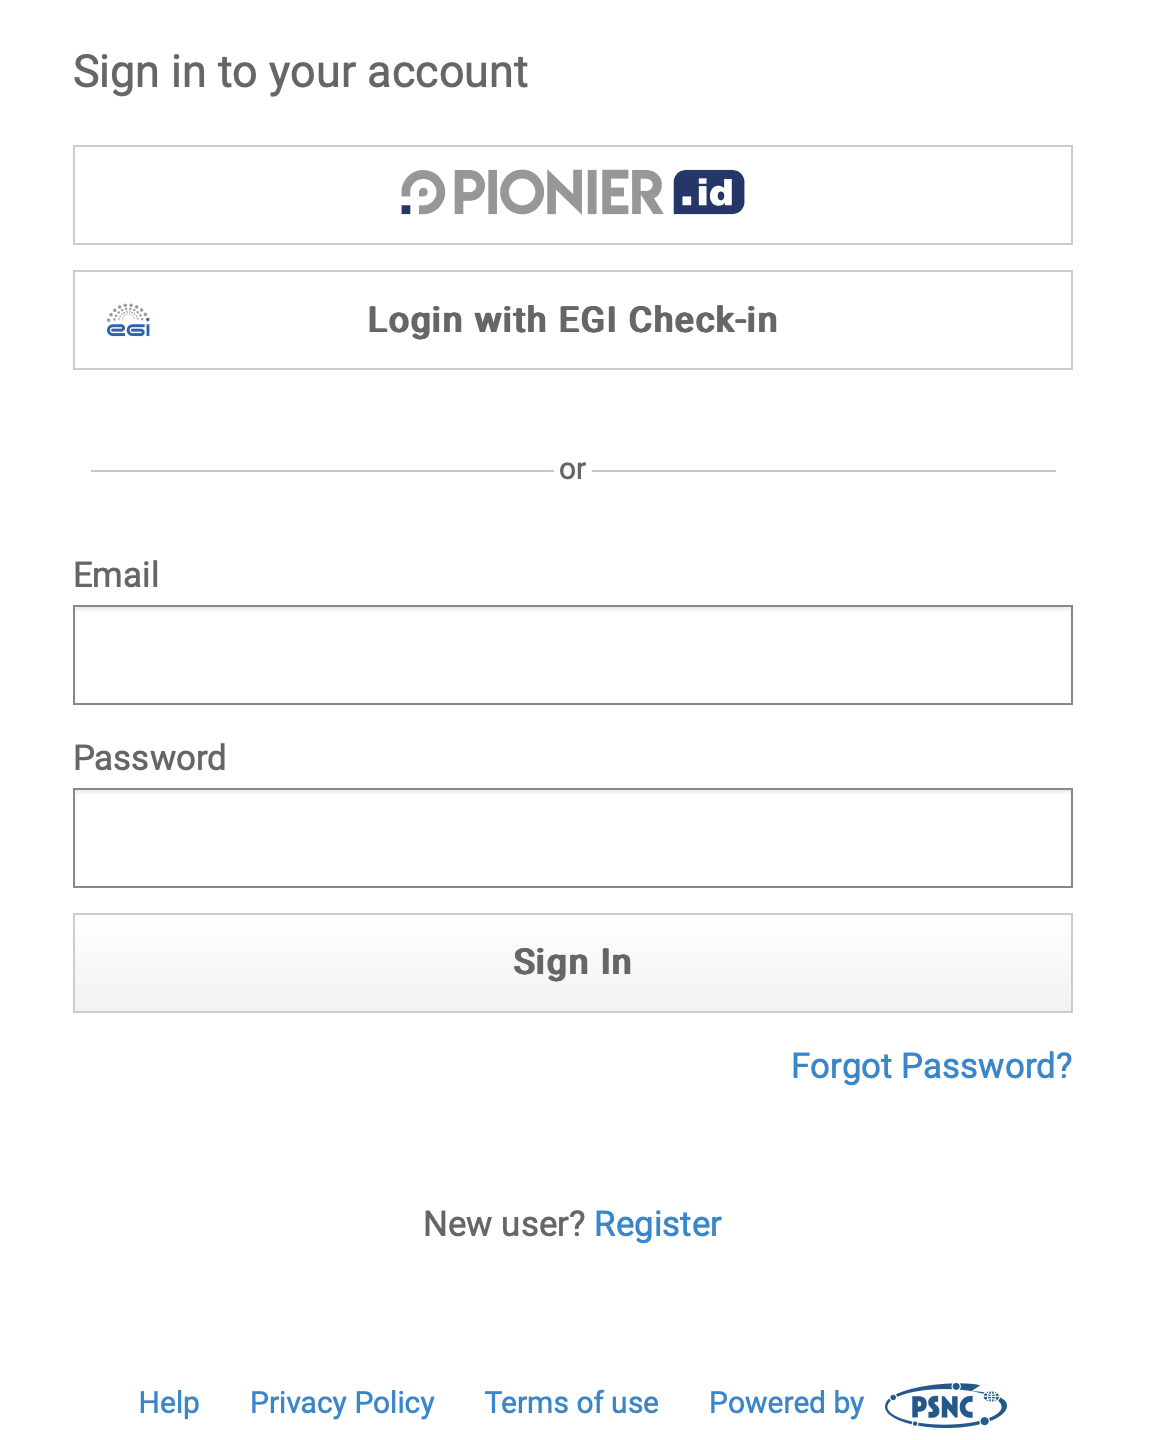 Sign in to your account
PIONIER.id
egi Login with EGI Check-in
or
Email
Password
Sign In
Forgot Password?
New user? Register
Help Privacy Policy Terms of use Powered by PSNC